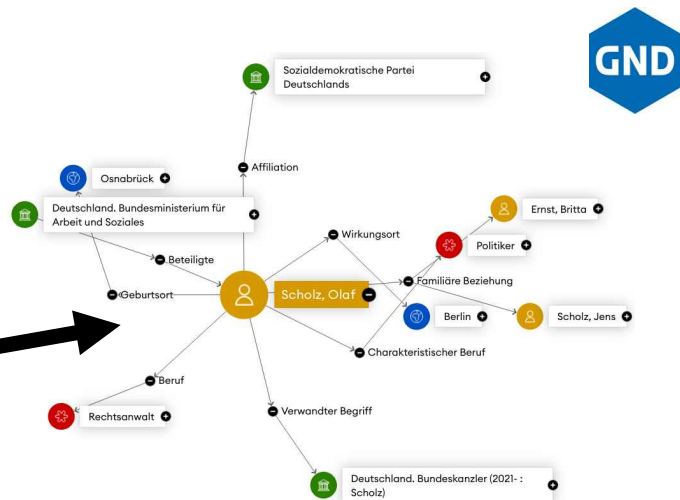 GND
Sozialdemokratische Partei
Deutschlands
Affiliation
Osnabrück
Deutschland. Bundesministerium für
Arbeit und Soziales
Ernst, Britta
Wirkungsort
Politiker
Beteiligte
Familiäre Beziehung
Geburtsort
Scholz, Olaf
Berlin
Scholz, Jens
Charakteristischer Beruf
Beruf
Rechtsanwalt
Verwandter Begriff
Deutschland. Bundeskanzler (2021- :
Scholz)